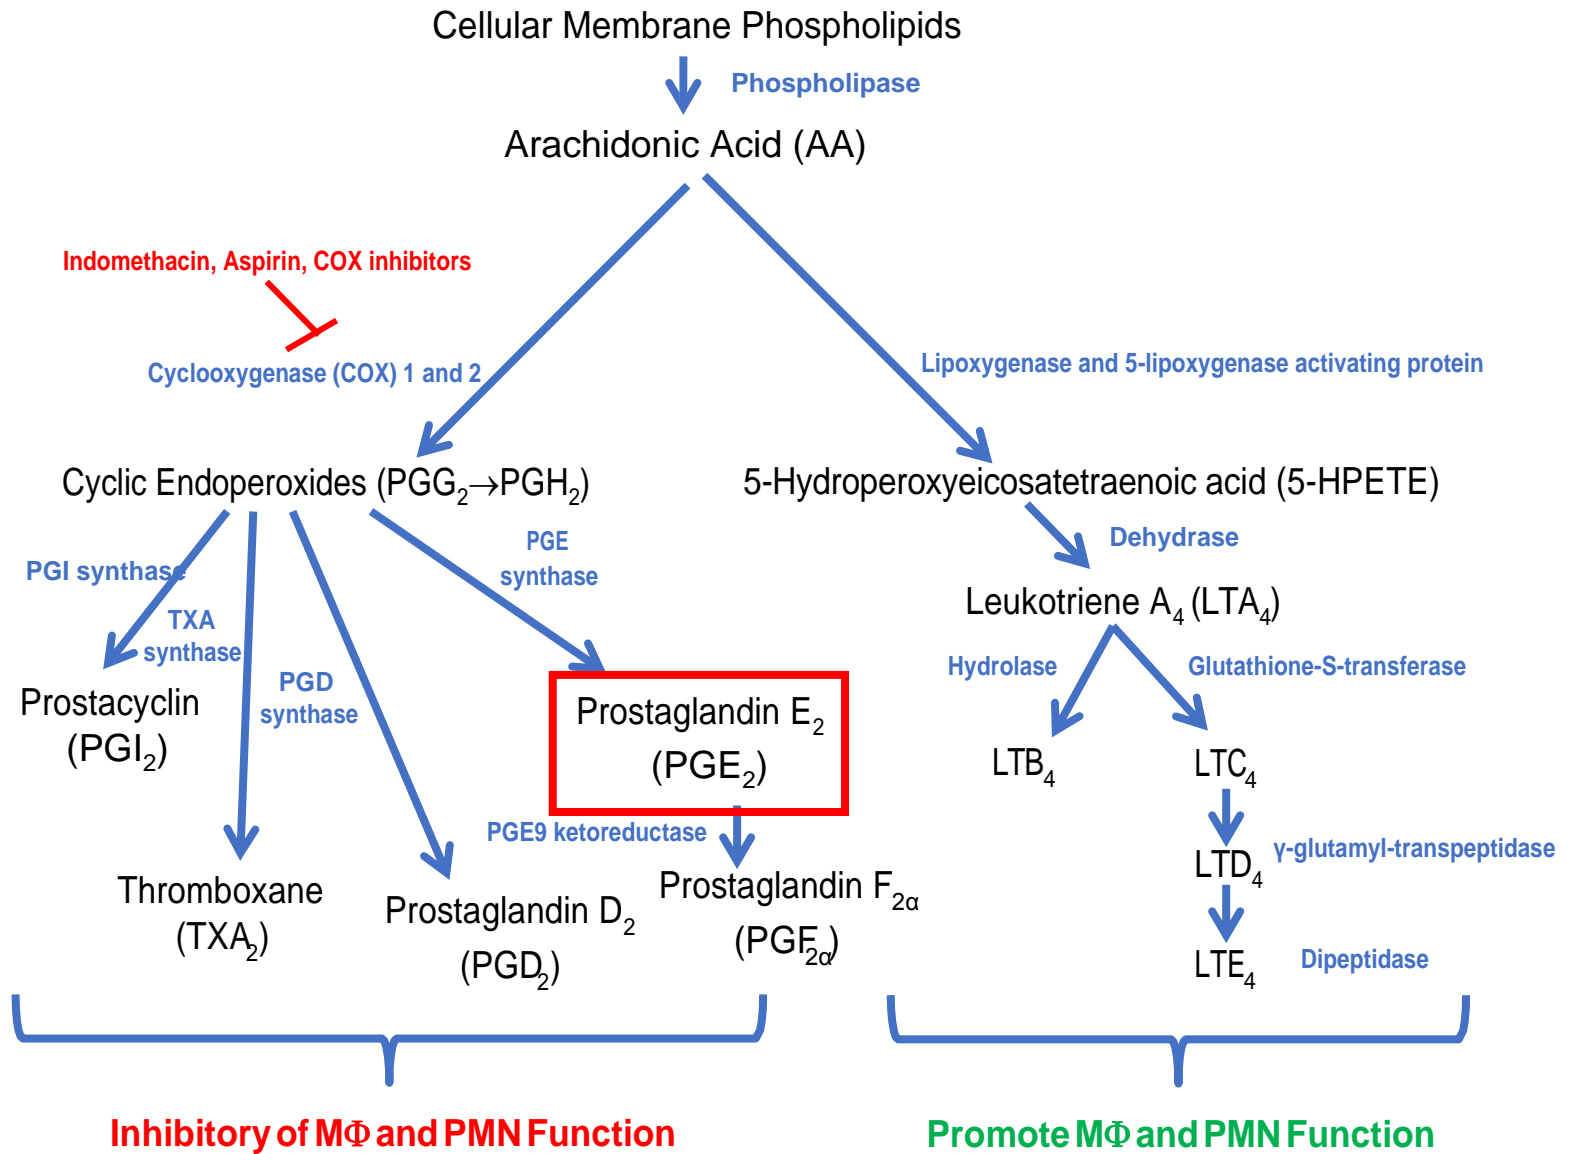 Cellular Membrane Phospholipids
Phospholipase
Arachidonic Acid (AA)
Indomethacin, Aspirin, COX inhibitors
Cyclooxygenase (COX) 1 and 2
Lipoxygenase and 5-lipoxygenase activating protein
Cyclic Endoperoxides (PGG₂→PGH₂)
5-Hydroperoxyeicosatetraenoic acid (5-HPETE)
PGI synthase
TXA
synthase
PGD
synthase
PGE
synthase
Dehydrase
Leukotriene A₄ (LTA₄)
Hydrolase
Glutathione-S-transferase
Prostacyclin
(PGI₂)
Prostaglandin E₂
(PGE₂)
LTB₄
LTC₄
PGE9 ketoreductase
γ-glutamyl-transpeptidase
LTD₄
Thromboxane
(TXA₂)
Prostaglandin D₂
(PGD₂)
Prostaglandin F₂α
(PGF₂α)
LTE₄
Dipeptidase
Inhibitory of MΦ and PMN Function
Promote MΦ and PMN Function